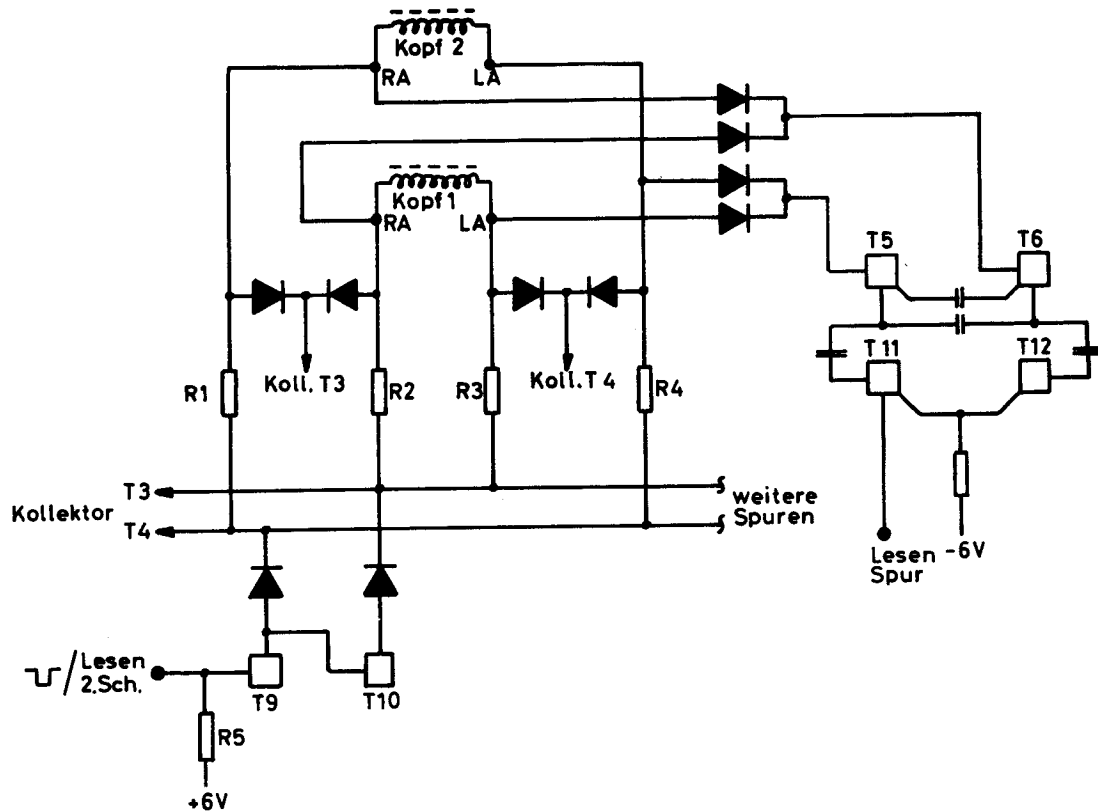 Kopf 2
RA
LA
Kopf 1
RA
LA
T5
T6
Koll. T3
Koll. T4
R1
R2
R3
R4
T11
T12
T3
Kollektor
T4
weitere
Spuren
Lesen
Spur
-6V
Lesen
2.Sch.
T9
T10
R5
+6V